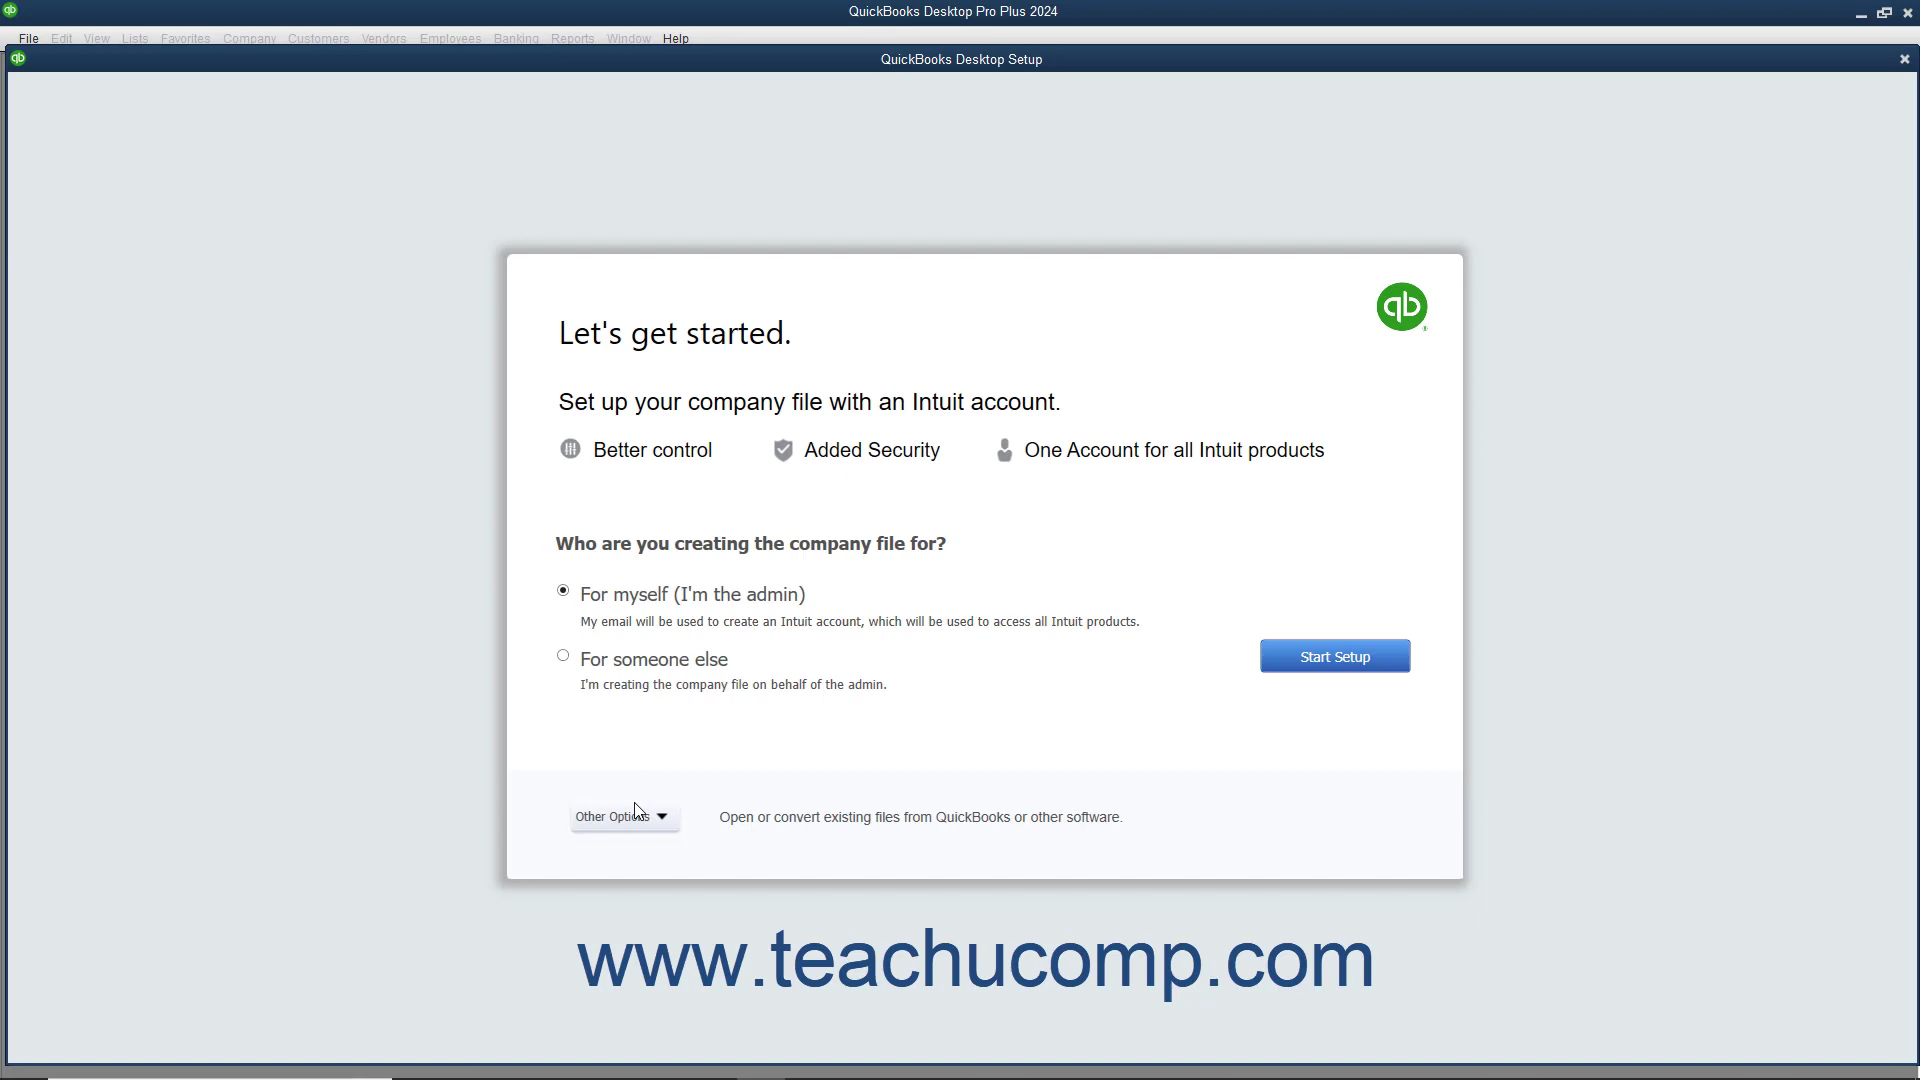 QuickBooks Desktop Pro Plus 2024
File Edit View Lists Favorites Company Customers Vendors Employees Banking Reports Window Help
qb
QuickBooks Desktop Setup
qb
Let's get started.
Set up your company file with an Intuit account.
Better control Added Security One Account for all Intuit products
Who are you creating the company file for?
For myself (I'm the admin)
My email will be used to create an Intuit account, which will be used to access all Intuit products.
For someone else
Start Setup
I'm creating the company file on behalf of the admin.
Other Options Open or convert existing files from QuickBooks or other software.
www.teachucomp.com